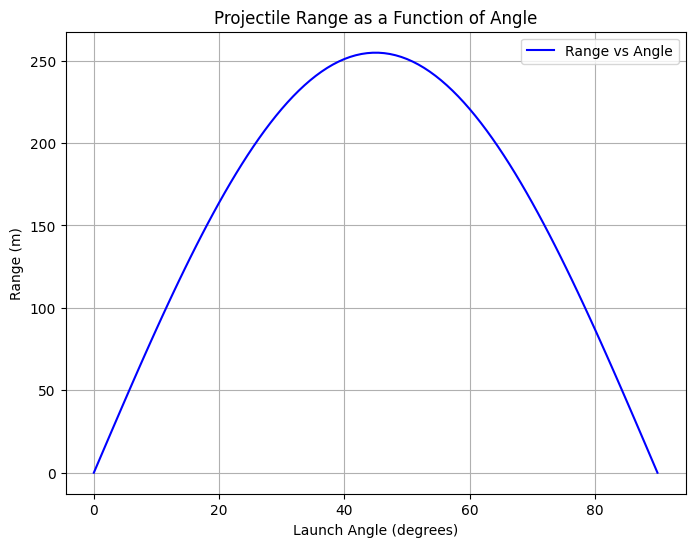 Projectile Range as a Function of Angle
Range vs Angle
250
200
150
100
50
0
Range (m)
0 20 40 60 80
Launch Angle (degrees)